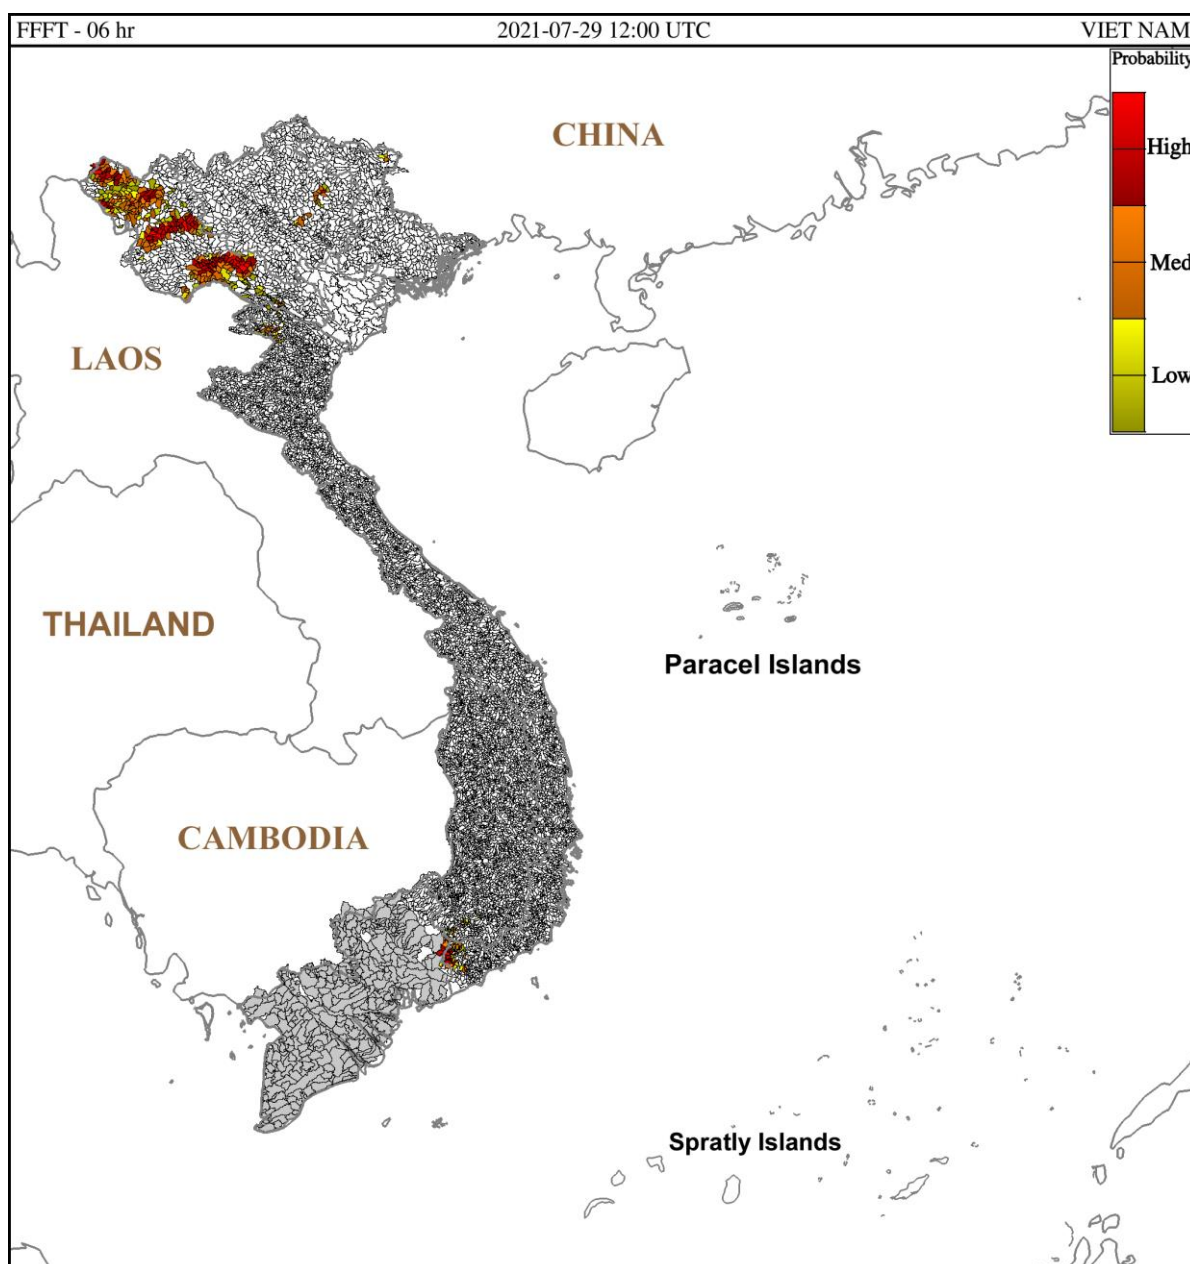 FFFT - 06 hr 2021-07-29 12:00 UTC VIET NAM
Probability
CHINA
High
Med
LAOS
Low
THAILAND
Paracel Islands
CAMBODIA
Spratly Islands